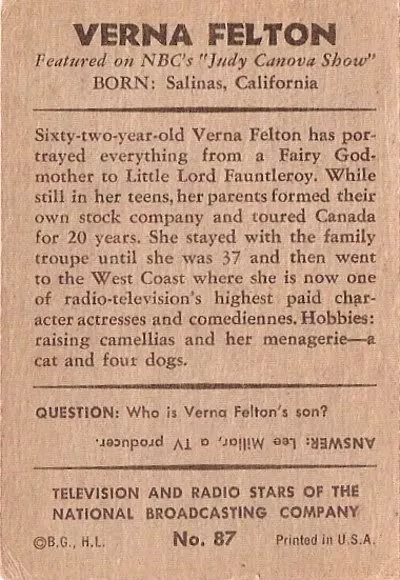 VERNA FELTON
Featured on NBC's "Judy Canova Show"
BORN: Salinas, California
Sixty-two-year-old Verna Felton has por-
trayed everything from a Fairy God-
mother to Little Lord Fauntleroy. While
still in her teens, her parents formed their
own stock company and toured Canada
for 20 years. She stayed with the family
troupe until she was 37 and then went
to the West Coast where she is now one
of radio-television's highest paid char-
acter actresses and comediennes. Hobbies:
raising camellias and her menagerie—a
cat and four dogs.
QUESTION: Who is Verna Felton's son?
ANSWER: Lee Millar, a TV producer.
TELEVISION AND RADIO STARS OF THE
NATIONAL BROADCASTING COMPANY
©B.G., H.L. No. 87 Printed in U.S.A.